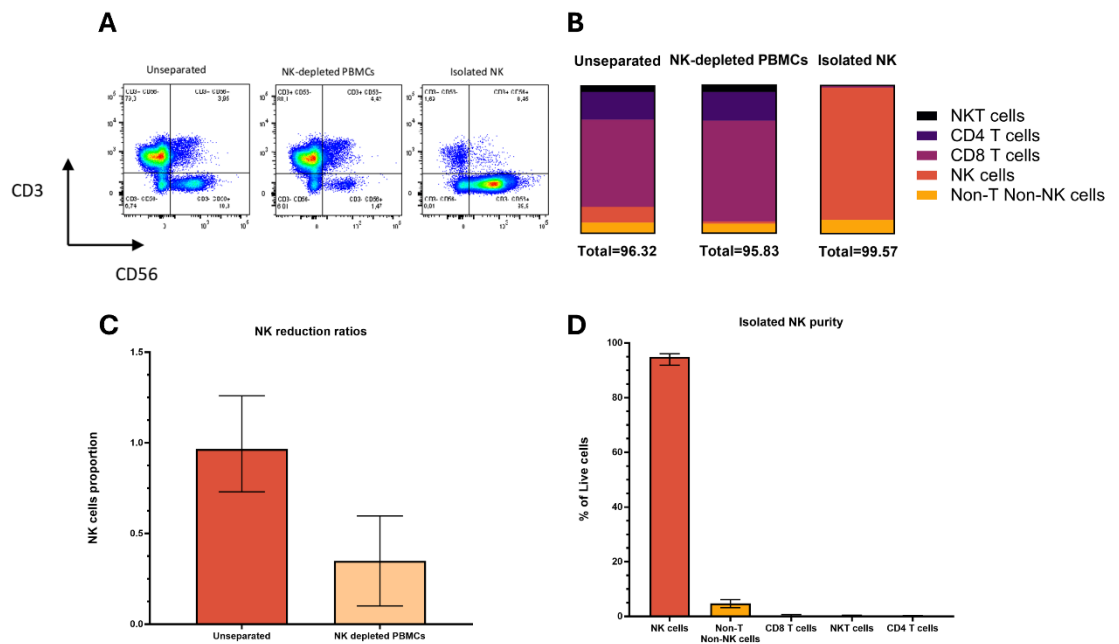 A
B
Unseparated
NK-depleted PBMCs
Isolated NK
CD3
CD56
Unseparated
NK-depleted PBMCs
Isolated NK
Total=96.32
Total=95.83
Total=99.57
NKT cells
CD4 T cells
CD8 T cells
NK cells
Non-T Non-NK cells
C
NK reduction ratios
NK cells proportion
1.5
1.0
0.5
0.0
Unseparated
NK depleted PBMCs
D
Isolated NK purity
% of Live cells
100
80
60
40
20
0
NK cells
Non-T
Non-NK cells
CD8 T cells
NKT cells
CD4 T cells